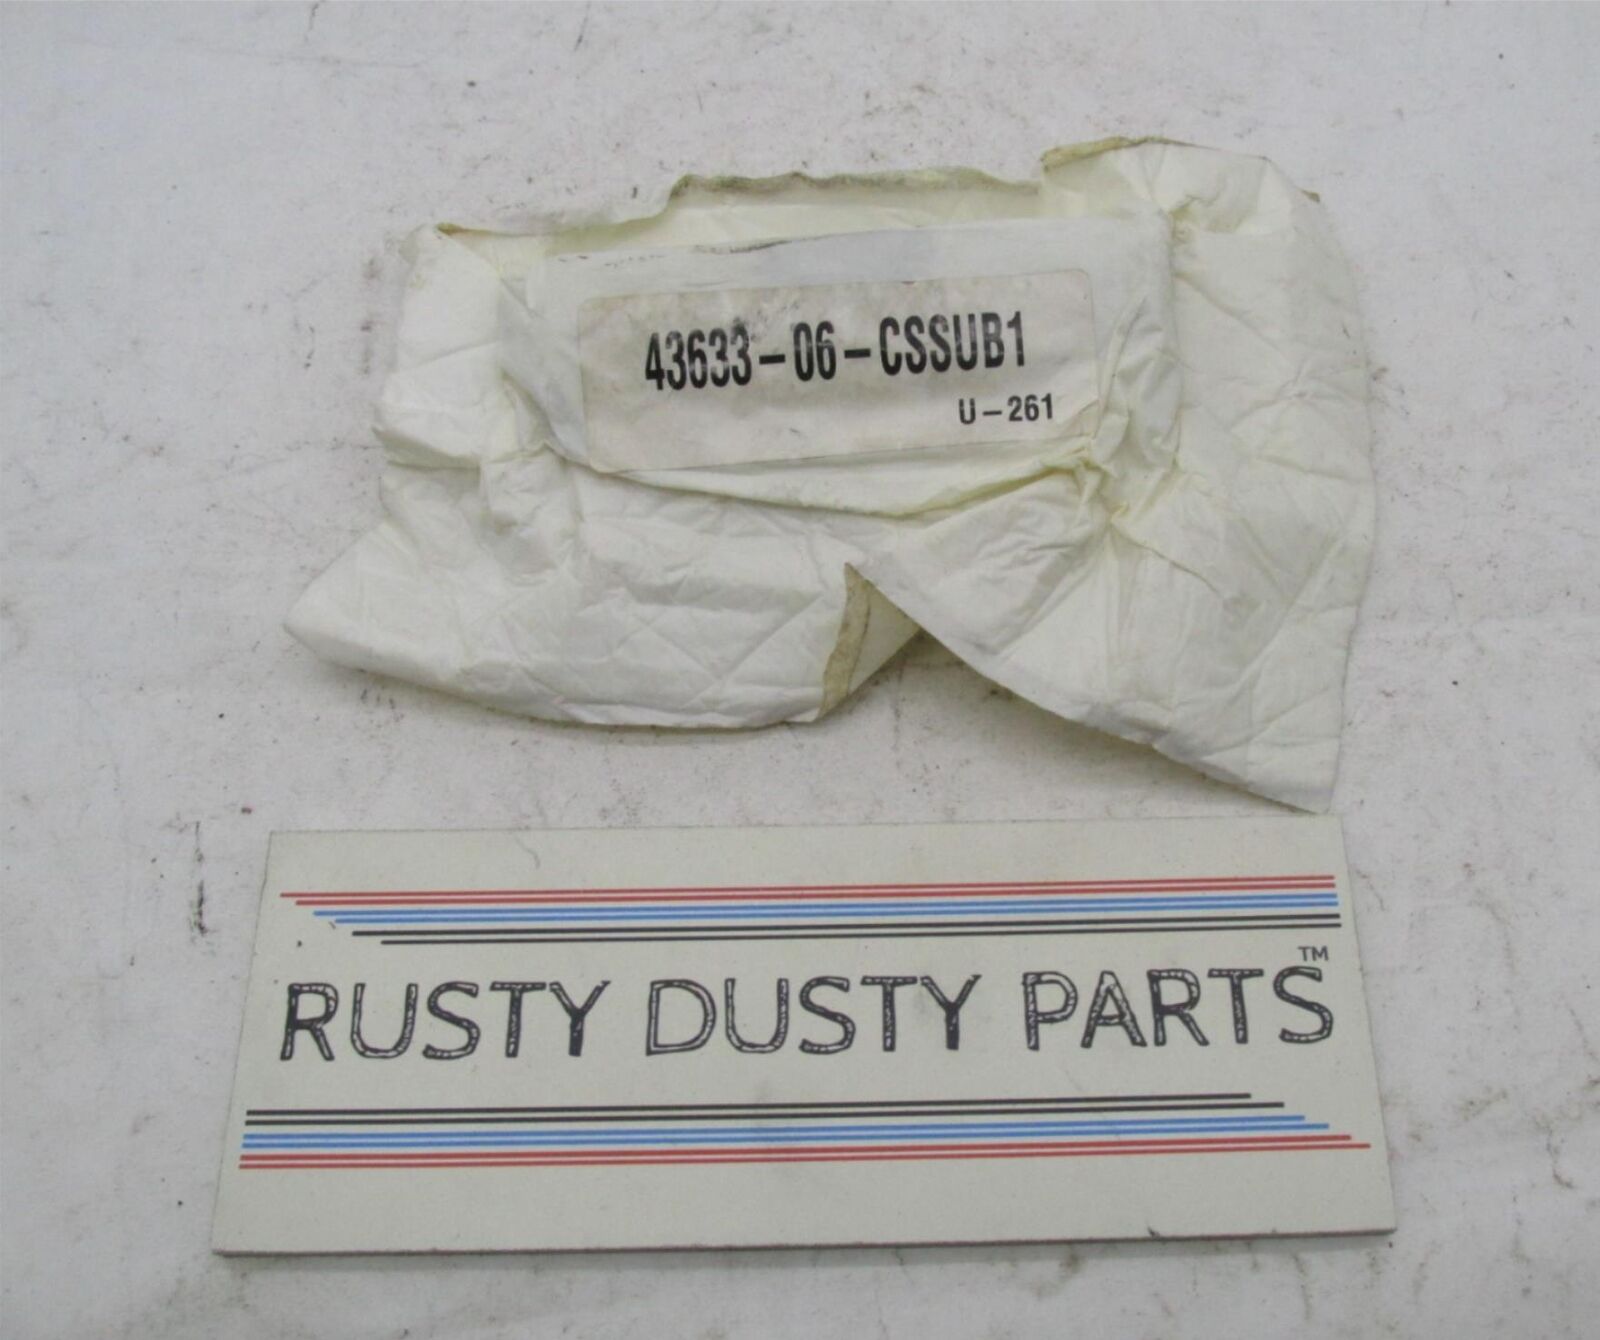 43633-06-CSSUB1
U-261
RUSTY DUSTY PARTS™